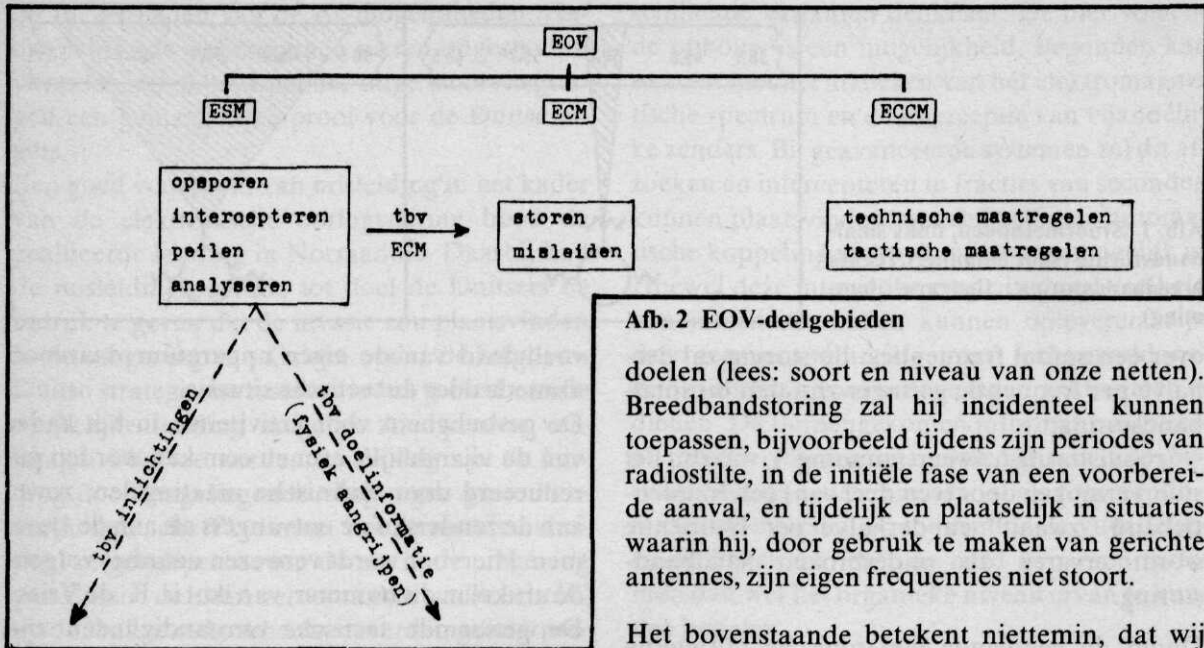 EOV
ESM
ECM
ECCM
opsporen
intercepteren
peilen
analyseren
tbv
ECM
storen
misleiden
technische maatregelen
tactische maatregelen
tbv inlichtingen
tbv doelinformatie
(fysiek aangrijpen)
Afb. 2 EOV-deelgebieden
doelen (lees: soort en niveau van onze netten).
Breedbandstoring zal hij incidenteel kunnen
toepassen, bijvoorbeeld tijdens zijn periodes van
radiostilte, in de initiële fase van een voorberei-
de aanval, en tijdelijk en plaatselijk in situaties
waarin hij, door gebruik te maken van gerichte
antennes, zijn eigen frequenties niet stoort.
Het bovenstaande betekent niettemin, dat wij